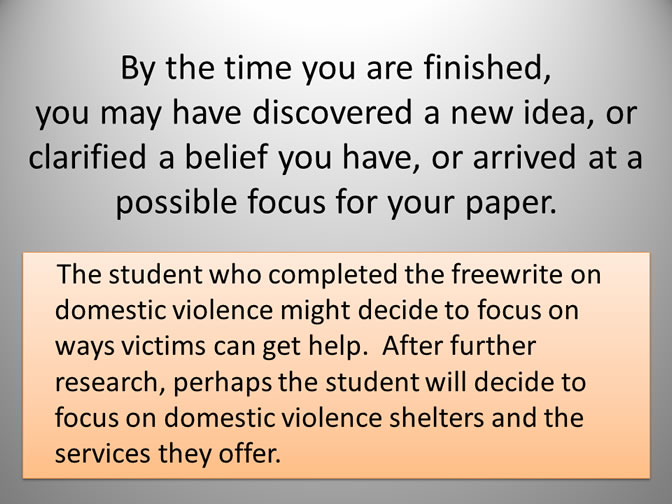 By the time you are finished,
you may have discovered a new idea, or
clarified a belief you have, or arrived at a
possible focus for your paper.
The student who completed the freewrite on
domestic violence might decide to focus on
ways victims can get help.  After further
research, perhaps the student will decide to
focus on domestic violence shelters and the
services they offer.